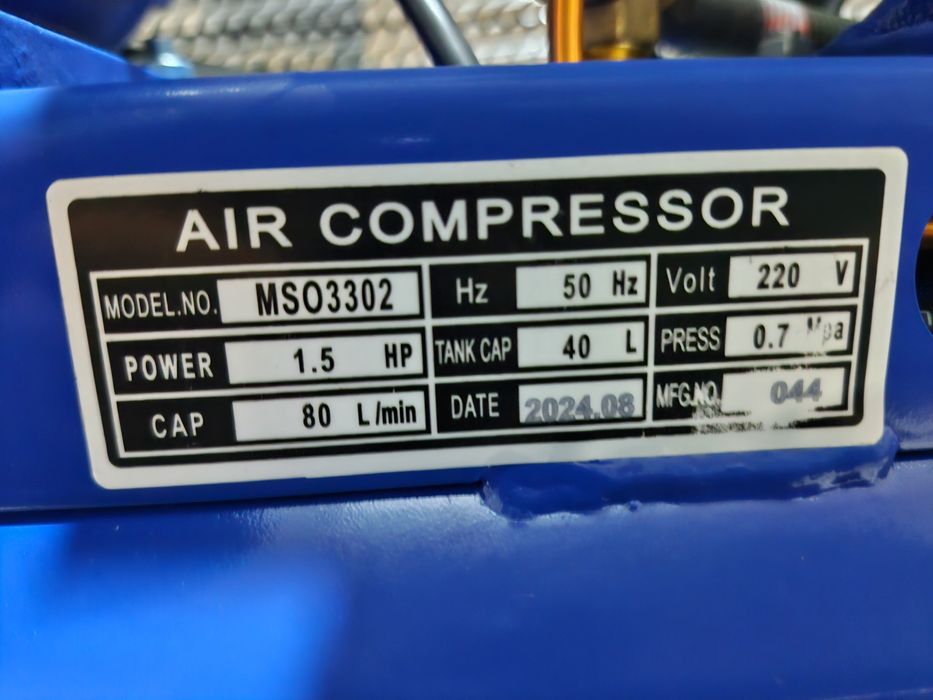 AIR COMPRESSOR
MODEL.NO. MSO3302 Hz 50 Hz Volt 220 V
POWER 1.5 HP TANK CAP 40 L PRESS 0.7 Mpa
CAP 80 L/min DATE 2024.08 MFG.NO. 044